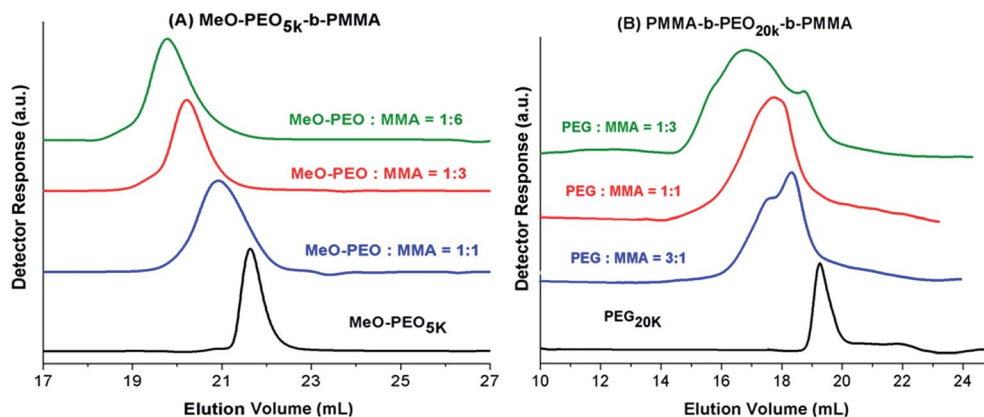 (A) MeO-PEO5k-b-PMMA
MeO-PEO : MMA = 1:6
MeO-PEO : MMA = 1:3
MeO-PEO : MMA = 1:1
MeO-PEO5K
Detector Response (a.u.)
17 19 21 23 25 27
Elution Volume (mL)
(B) PMMA-b-PEO20k-b-PMMA
PEG : MMA = 1:3
PEG : MMA = 1:1
PEG : MMA = 3:1
PEG20K
Detector Response (a.u.)
10 12 14 16 18 20 22 24
Elution Volume (mL)